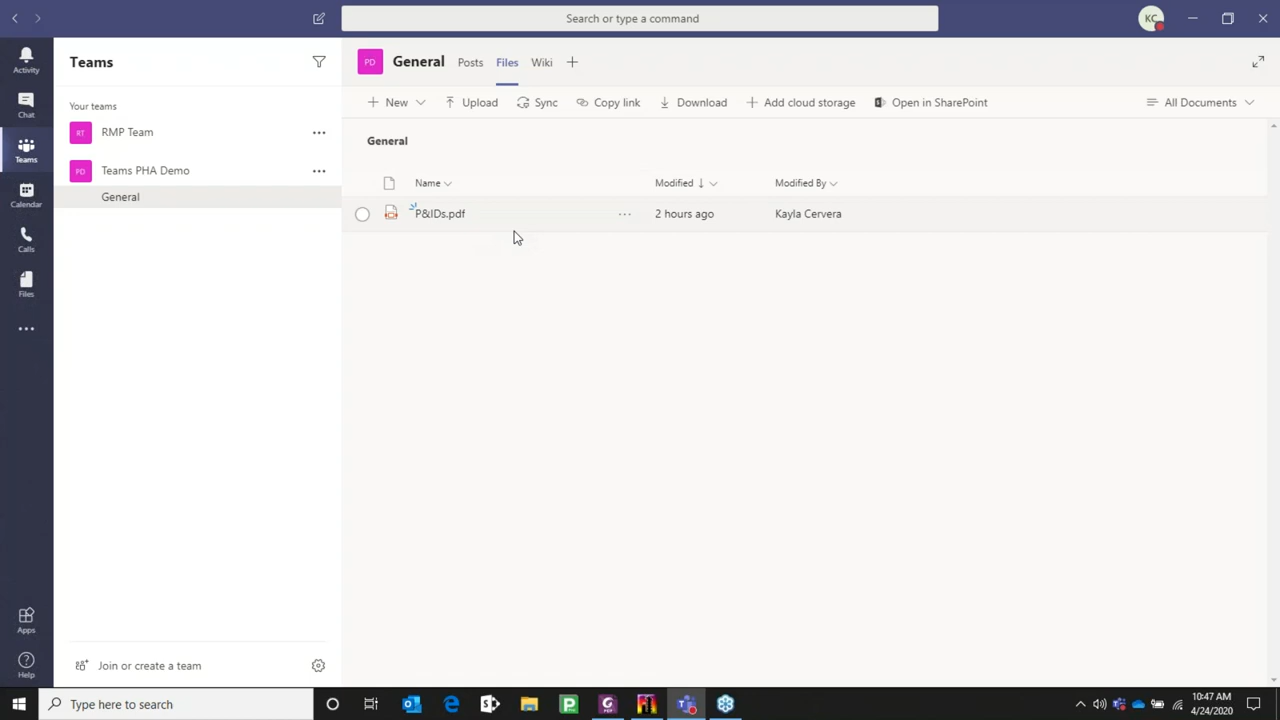 Search or type a command
KC
Activity
Chat
Teams
Calendar
Calls
Files
Apps
Help
Teams
Your teams
RT RMP Team
PD Teams PHA Demo
General
Join or create a team
PD General Posts Files Wiki
New Upload Sync Copy link Download Add cloud storage Open in SharePoint All Documents
General
Name Modified Modified By
P&IDs.pdf 2 hours ago Kayla Cervera
Type here to search
10:47 AM
4/24/2020